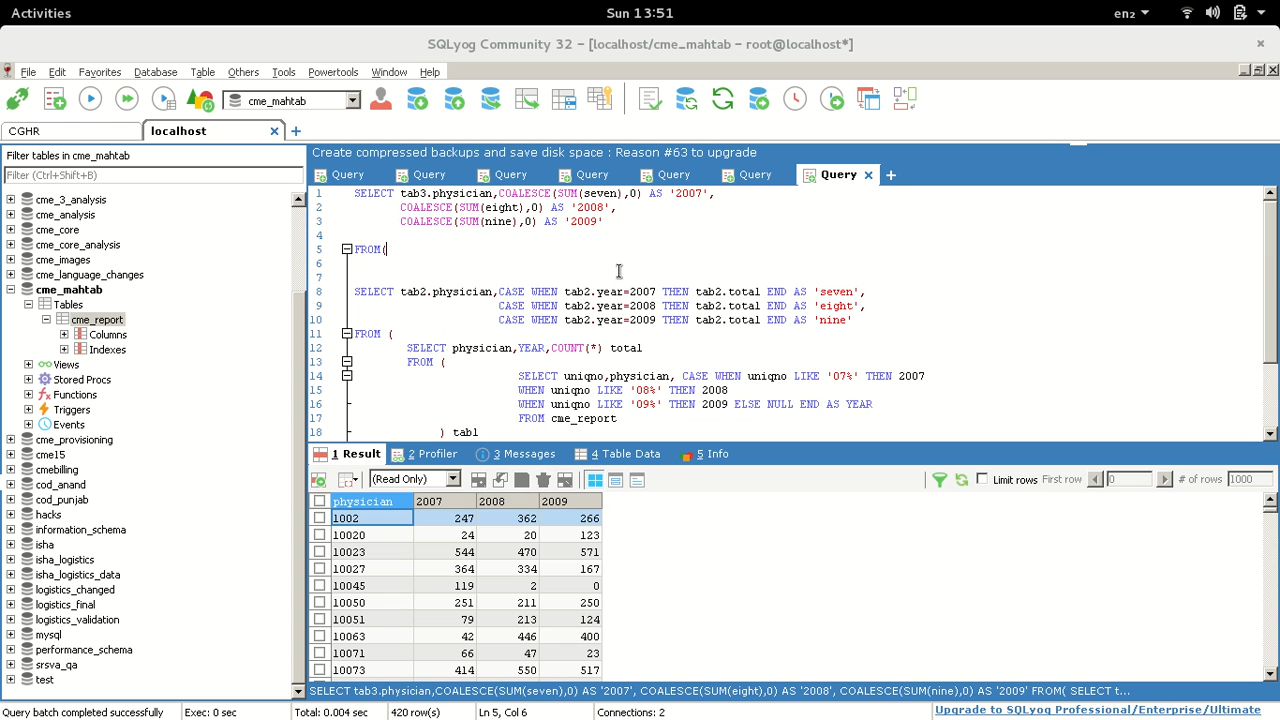 Activities
Sun 13:51
en₂
SQLyog Community 32 – [localhost/cme_mahtab – root@localhost*]
File Edit Favorites Database Table Others Tools Powertools Window Help
cme_mahtab
CGHR
localhost
Filter tables in cme_mahtab
Filter (Ctrl+Shift+B)
cme_3_analysis
cme_analysis
cme_core
cme_core_analysis
cme_images
cme_language_changes
cme_mahtab
Tables
cme_report
Columns
Indexes
Views
Stored Procs
Functions
Triggers
Events
cme_provisioning
cme15
cmebilling
cod_anand
cod_punjab
hacks
information_schema
isha
isha_logistics
isha_logistics_data
logistics_changed
logistics_final
logistics_validation
mysql
performance_schema
srsva_qa
test
Create compressed backups and save disk space : Reason #63 to upgrade
Query Query Query Query Query Query Query
1 SELECT tab3.physician,COALESCE(SUM(seven),0) AS '2007',
2 COALESCE(SUM(eight),0) AS '2008',
3 COALESCE(SUM(nine),0) AS '2009'
4
5 FROM(
6
7
8 SELECT tab2.physician,CASE WHEN tab2.year=2007 THEN tab2.total END AS 'seven',
9 CASE WHEN tab2.year=2008 THEN tab2.total END AS 'eight',
10 CASE WHEN tab2.year=2009 THEN tab2.total END AS 'nine'
11 FROM (
12 SELECT physician,YEAR,COUNT(*) total
13 FROM (
14 SELECT uniqno,physician, CASE WHEN uniqno LIKE '07%' THEN 2007
15 WHEN uniqno LIKE '08%' THEN 2008
16 WHEN uniqno LIKE '09%' THEN 2009 ELSE NULL END AS YEAR
17 FROM cme_report
18 ) tab1
1 Result 2 Profiler 3 Messages 4 Table Data 5 Info
(Read Only) Limit rows First row 0 # of rows 1000
physician 2007 2008 2009
1002 247 362 266
10020 24 20 123
10023 544 470 571
10027 364 334 167
10045 119 2 0
10050 251 211 250
10051 79 213 124
10063 42 446 400
10071 66 47 23
10073 414 550 517
SELECT tab3.physician,COALESCE(SUM(seven),0) AS '2007', COALESCE(SUM(eight),0) AS '2008', COALESCE(SUM(nine),0) AS '2009' FROM( SELECT t...
Query batch completed successfully Exec: 0 sec Total: 0.004 sec 420 row(s) Ln 5, Col 6 Connections: 2 Upgrade to SQLyog Professional/Enterprise/Ultimate